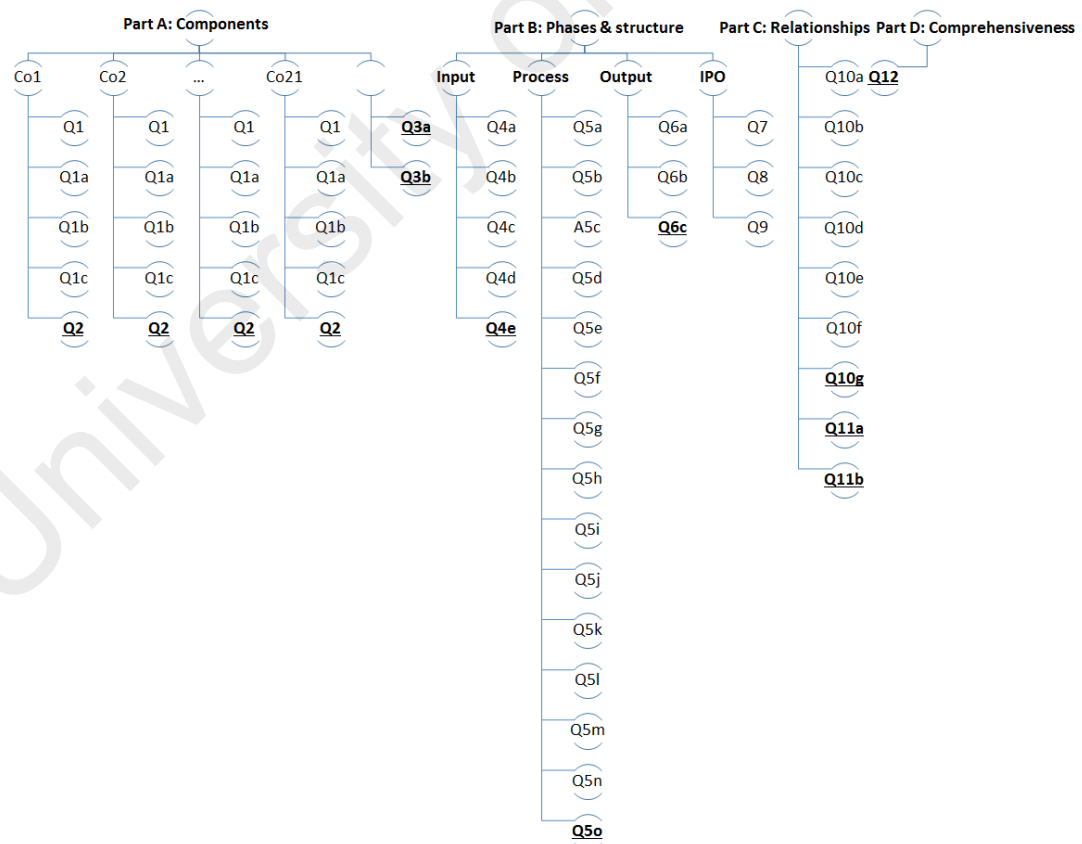 Part A: Components
Part B: Phases & structure
Part C: Relationships
Part D: Comprehensiveness
Co1
Co2
...
Co21
Input
Process
Output
IPO
Q10a
Q12
Q1
Q1
Q1
Q1
Q3a
Q4a
Q5a
Q6a
Q7
Q10b
Q1a
Q1a
Q1a
Q1a
Q3b
Q4b
Q5b
Q6b
Q8
Q10c
Q1b
Q1b
Q1b
Q1b
Q4c
A5c
Q6c
Q9
Q10d
Q1c
Q1c
Q1c
Q1c
Q4d
Q5d
Q10e
Q2
Q2
Q2
Q2
Q4e
Q5e
Q10f
Q5f
Q10g
Q5g
Q11a
Q5h
Q11b
Q5i
Q5j
Q5k
Q5l
Q5m
Q5n
Q5o
University of